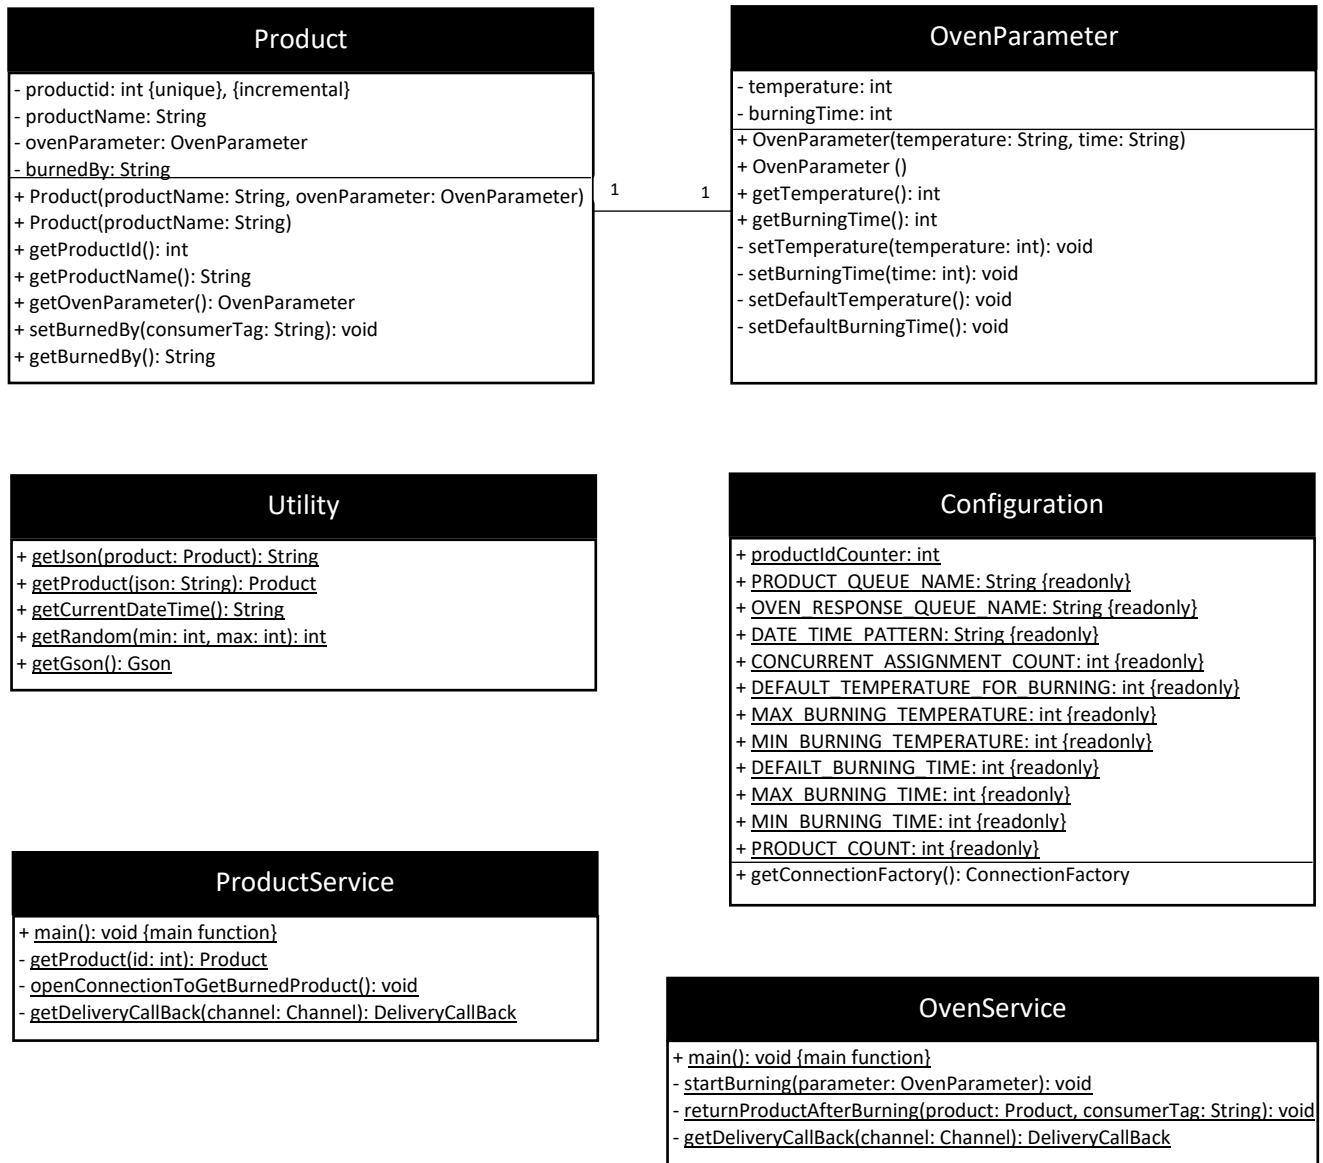 Product
- productid: int {unique}, {incremental}
- productName: String
- ovenParameter: OvenParameter
- burnedBy: String
+ Product(productName: String, ovenParameter: OvenParameter)
+ Product(productName: String)
+ getProductId(): int
+ getProductName(): String
+ getOvenParameter(): OvenParameter
+ setBurnedBy(consumerTag: String): void
+ getBurnedBy(): String
1
1
OvenParameter
- temperature: int
- burningTime: int
+ OvenParameter(temperature: String, time: String)
+ OvenParameter ()
+ getTemperature(): int
+ getBurningTime(): int
- setTemperature(temperature: int): void
- setBurningTime(time: int): void
- setDefaultTemperature(): void
- setDefaultBurningTime(): void
Utility
+ getJson(product: Product): String
+ getProduct(json: String): Product
+ getCurrentDateTime(): String
+ getRandom(min: int, max: int): int
+ getGson(): Gson
Configuration
+ productIdCounter: int
+ PRODUCT_QUEUE_NAME: String {readonly}
+ OVEN_RESPONSE_QUEUE_NAME: String {readonly}
+ DATE_TIME_PATTERN: String {readonly}
+ CONCURRENT_ASSIGNMENT_COUNT: int {readonly}
+ DEFAULT_TEMPERATURE_FOR_BURNING: int {readonly}
+ MAX_BURNING_TEMPERATURE: int {readonly}
+ MIN_BURNING_TEMPERATURE: int {readonly}
+ DEFAILT_BURNING_TIME: int {readonly}
+ MAX_BURNING_TIME: int {readonly}
+ MIN_BURNING_TIME: int {readonly}
+ PRODUCT_COUNT: int {readonly}
+ getConnectionFactory(): ConnectionFactory
ProductService
+ main(): void {main function}
- getProduct(id: int): Product
- openConnectionToGetBurnedProduct(): void
- getDeliveryCallBack(channel: Channel): DeliveryCallBack
OvenService
+ main(): void {main function}
- startBurning(parameter: OvenParameter): void
- returnProductAfterBurning(product: Product, consumerTag: String): void
- getDeliveryCallBack(channel: Channel): DeliveryCallBack